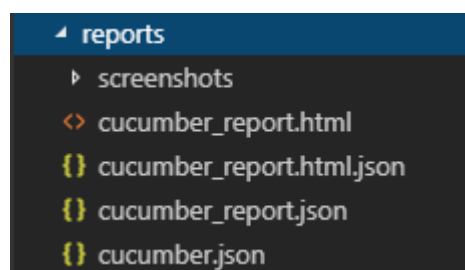 reports
screenshots
<> cucumber_report.html
{} cucumber_report.html.json
{} cucumber_report.json
{} cucumber.json